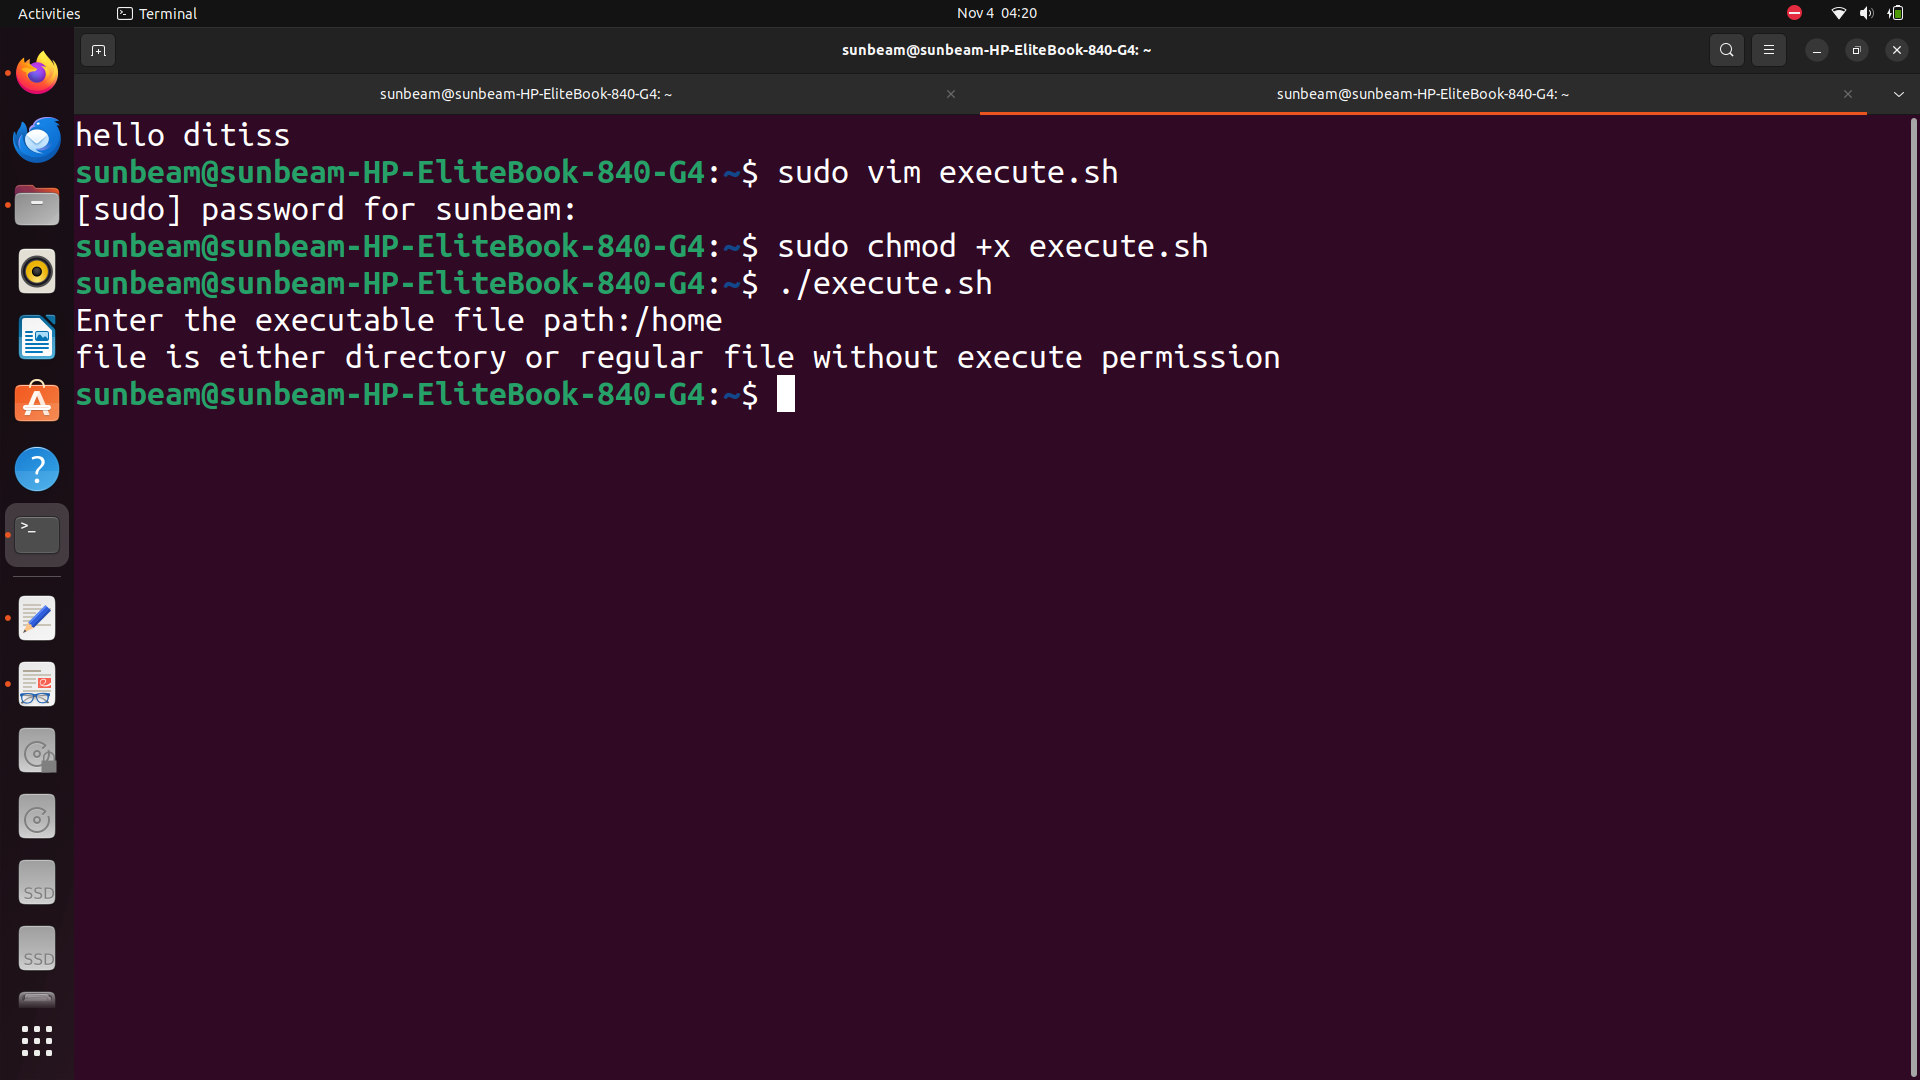 Activities
Terminal
Nov 4 04:20
sunbeam@sunbeam-HP-EliteBook-840-G4: ~
sunbeam@sunbeam-HP-EliteBook-840-G4: ~
sunbeam@sunbeam-HP-EliteBook-840-G4: ~
hello ditiss
sunbeam@sunbeam-HP-EliteBook-840-G4:~$ sudo vim execute.sh
[sudo] password for sunbeam:
sunbeam@sunbeam-HP-EliteBook-840-G4:~$ sudo chmod +x execute.sh
sunbeam@sunbeam-HP-EliteBook-840-G4:~$ ./execute.sh
Enter the executable file path:/home
file is either directory or regular file without execute permission
sunbeam@sunbeam-HP-EliteBook-840-G4:~$
SSD
SSD